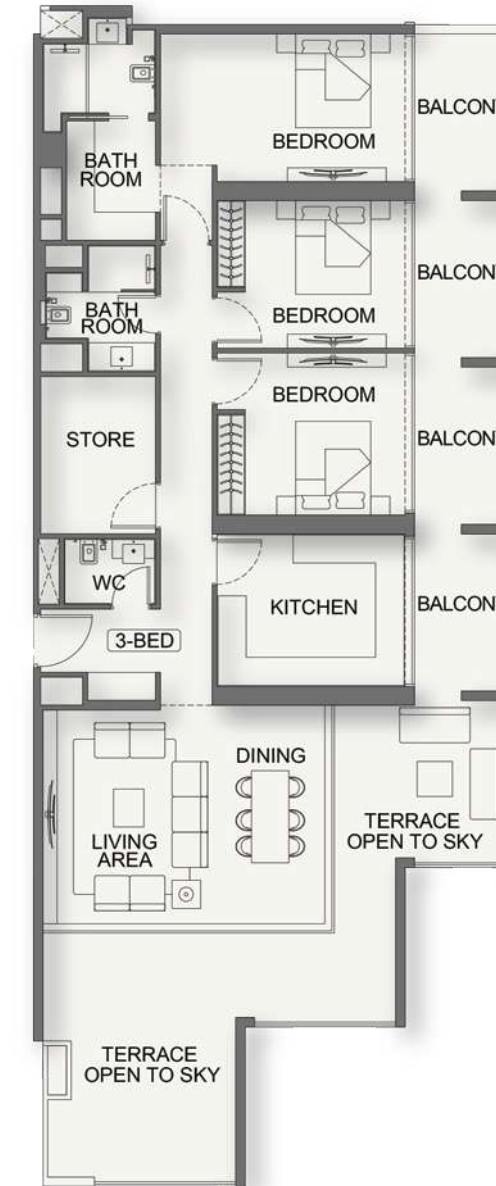 BALCON
BEDROOM
BATH
ROOM
BALCON
BEDROOM
BATH
ROOM
BEDROOM
BALCON
STORE
WC
KITCHEN
BALCON
3-BED
DINING
LIVING
AREA
TERRACE
OPEN TO SKY
TERRACE
OPEN TO SKY